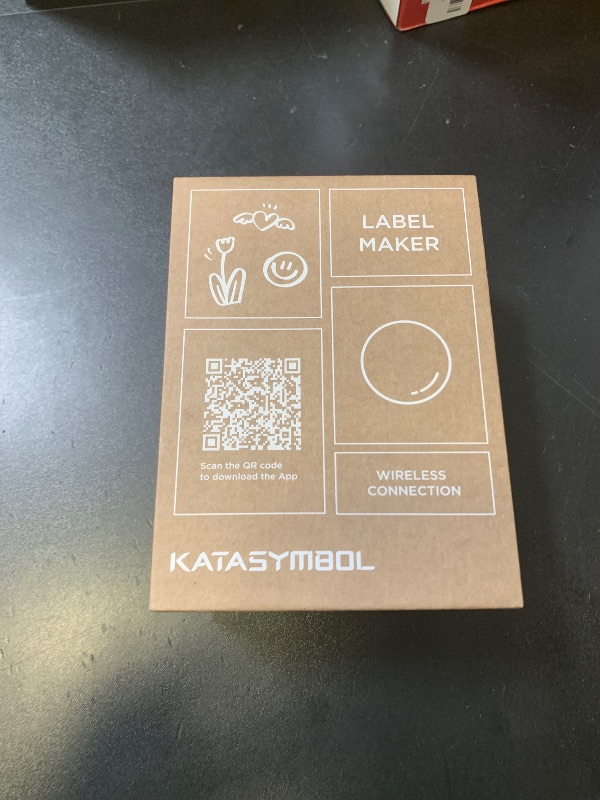 LABEL
MAKER
Scan the QR code
to download the App
WIRELESS
CONNECTION
KATASYMBOL